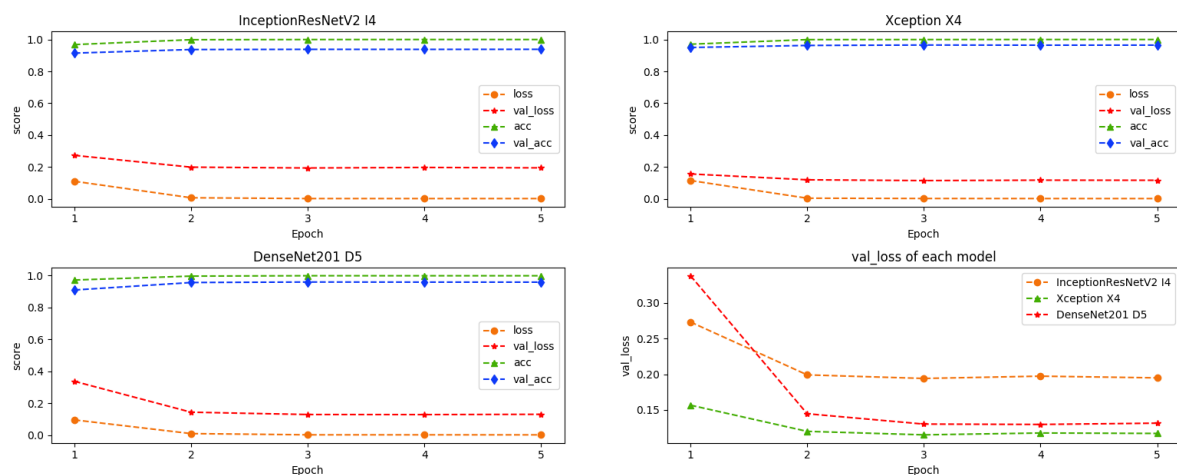 InceptionResNetV2 I4
1.0
0.8
0.6
0.4
0.2
0.0
score
loss
val_loss
acc
val_acc
1 2 3 4 5
Epoch
Xception X4
1.0
0.8
0.6
0.4
0.2
0.0
score
loss
val_loss
acc
val_acc
1 2 3 4 5
Epoch
DenseNet201 D5
1.0
0.8
0.6
0.4
0.2
0.0
score
loss
val_loss
acc
val_acc
1 2 3 4 5
Epoch
val_loss of each model
0.30
0.25
0.20
0.15
val_loss
InceptionResNetV2 I4
Xception X4
DenseNet201 D5
1 2 3 4 5
Epoch